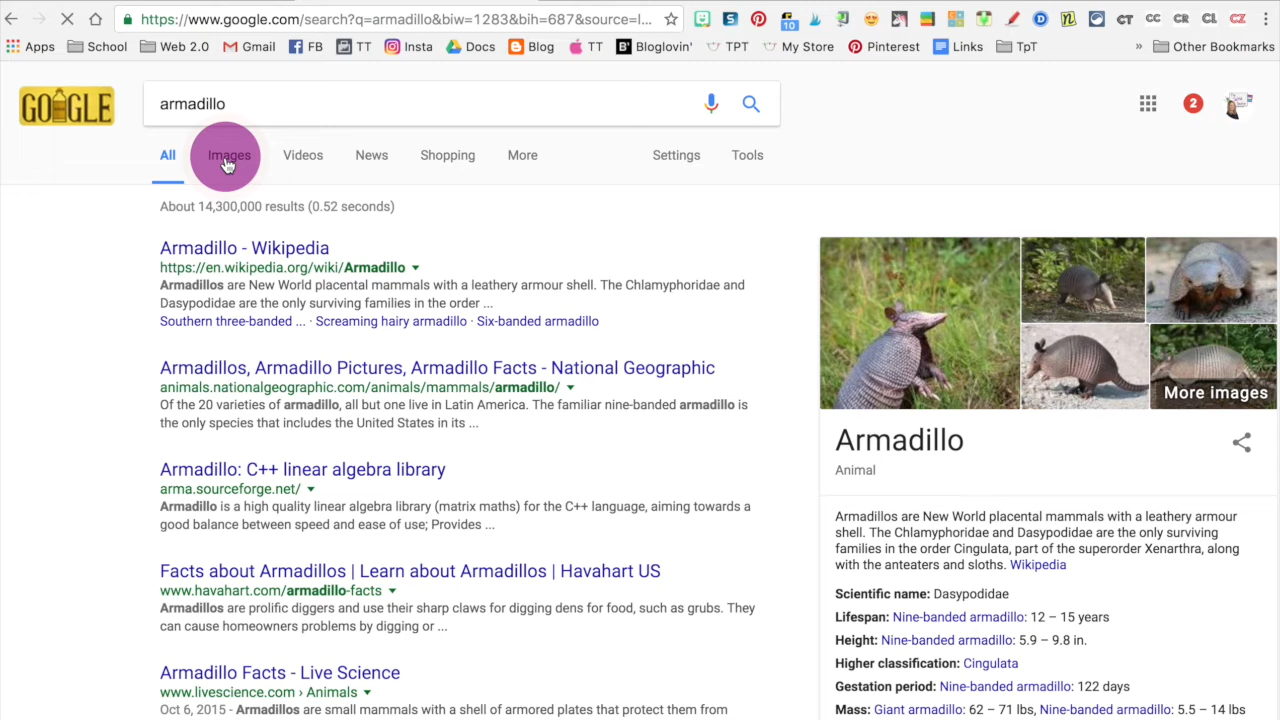 https://www.google.com/search?q=armadillo&biw=1283&bih=687&source=l...
10
CT CC CR CL CZ
Apps School Web 2.0 Gmail FB TT Insta Docs Blog TT Bloglovin' TPT My Store Pinterest Links TpT » Other Bookmarks
GOOGLE armadillo 2
All Images Videos News Shopping More Settings Tools
About 14,300,000 results (0.52 seconds)
Armadillo - Wikipedia
https://en.wikipedia.org/wiki/Armadillo
Armadillos are New World placental mammals with a leathery armour shell. The Chlamyphoridae and
Dasypodidae are the only surviving families in the order ...
Southern three-banded ... · Screaming hairy armadillo · Six-banded armadillo
Armadillos, Armadillo Pictures, Armadillo Facts - National Geographic
animals.nationalgeographic.com/animals/mammals/armadillo/
Of the 20 varieties of armadillo, all but one live in Latin America. The familiar nine-banded armadillo is
the only species that includes the United States in its ...
Armadillo: C++ linear algebra library
arma.sourceforge.net/
Armadillo is a high quality linear algebra library (matrix maths) for the C++ language, aiming towards a
good balance between speed and ease of use; Provides ...
Facts about Armadillos | Learn about Armadillos | Havahart US
www.havahart.com/armadillo-facts
Armadillos are prolific diggers and use their sharp claws for digging dens for food, such as grubs. They
can cause homeowners problems by digging or ...
Armadillo Facts - Live Science
www.livescience.com › Animals
Oct 6, 2015 - Armadillos are small mammals with a shell of armored plates that protect them from
More images
Armadillo
Animal
Armadillos are New World placental mammals with a leathery armour
shell. The Chlamyphoridae and Dasypodidae are the only surviving
families in the order Cingulata, part of the superorder Xenarthra, along
with the anteaters and sloths. Wikipedia
Scientific name: Dasypodidae
Lifespan: Nine-banded armadillo: 12 – 15 years
Height: Nine-banded armadillo: 5.9 – 9.8 in.
Higher classification: Cingulata
Gestation period: Nine-banded armadillo: 122 days
Mass: Giant armadillo: 62 – 71 lbs, Nine-banded armadillo: 5.5 – 14 lbs